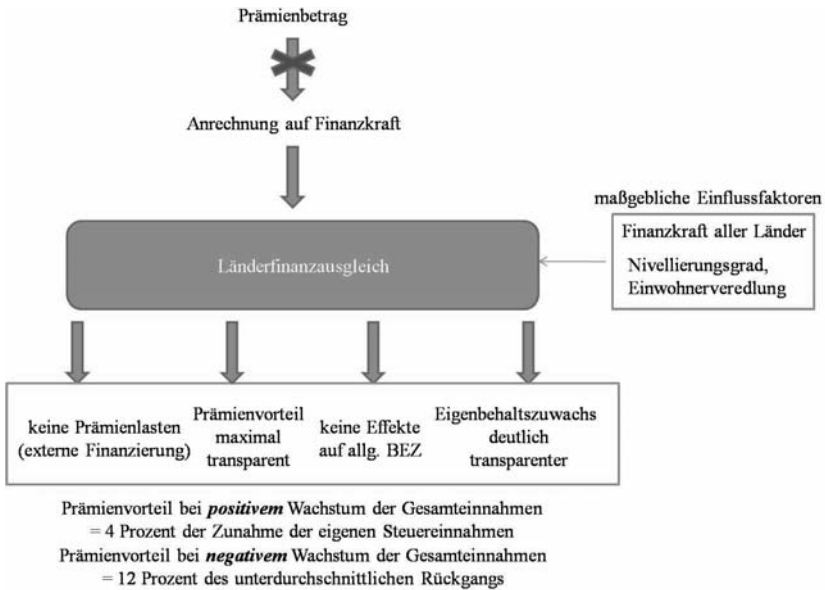 Prämienbetrag
Anrechnung auf Finanzkraft
maßgebliche Einflussfaktoren
Finanzkraft aller Länder
Nivellierungsgrad,
Einwohnerveredlung
Länderfinanzausgleich
keine Prämienlasten
(externe Finanzierung)
Prämienvorteil
maximal
transparent
keine Effekte
auf allg. BEZ
Eigenbehaltszuwachs
deutlich
transparenter
Prämienvorteil bei positivem Wachstum der Gesamteinnahmen
= 4 Prozent der Zunahme der eigenen Steuereinnahmen
Prämienvorteil bei negativem Wachstum der Gesamteinnahmen
= 12 Prozent des unterdurchschnittlichen Rückgangs